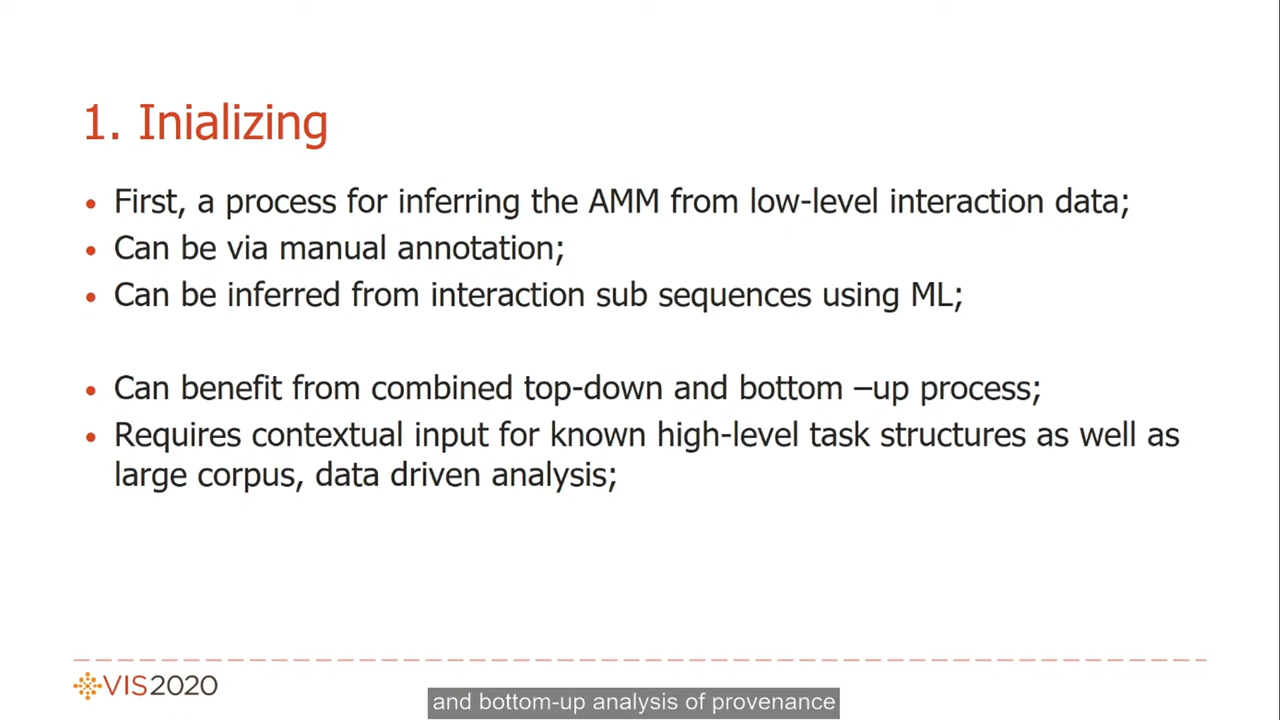 1. Inializing
• First, a process for inferring the AMM from low-level interaction data;
• Can be via manual annotation;
• Can be inferred from interaction sub sequences using ML;
• Can benefit from combined top-down and bottom –up process;
• Requires contextual input for known high-level task structures as well as
large corpus, data driven analysis;
VIS2020
and bottom-up analysis of provenance